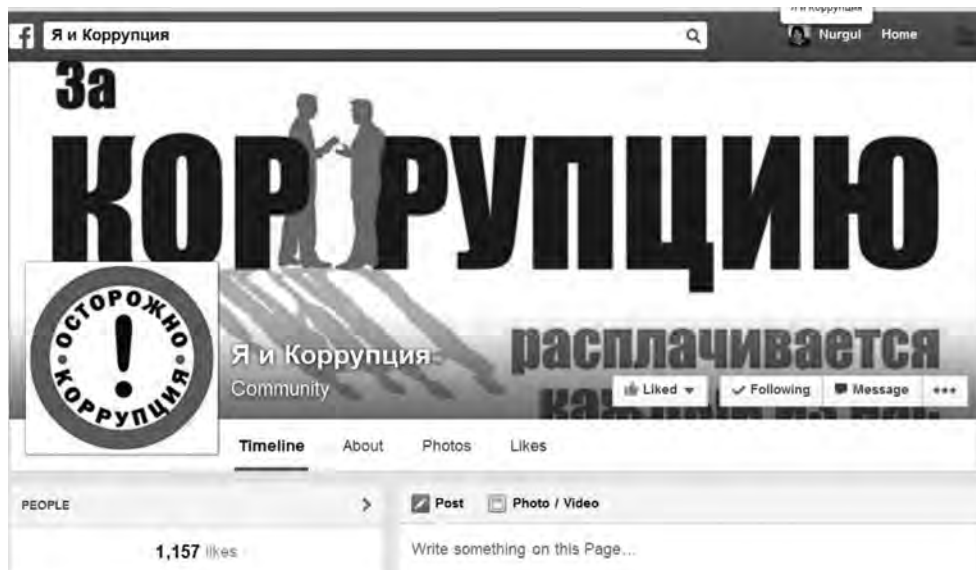 Я и Коррупция
f Я и Коррупция
Nurgul Home
За
КОРРУПЦИЮ
расплачивается
ОСТОРОЖНО
КОРРУПЦИЯ
Я и Коррупция
Community
Liked
Following
Message
Timeline About Photos Likes
PEOPLE
Post Photo / Video
1,157 likes
Write something on this Page...